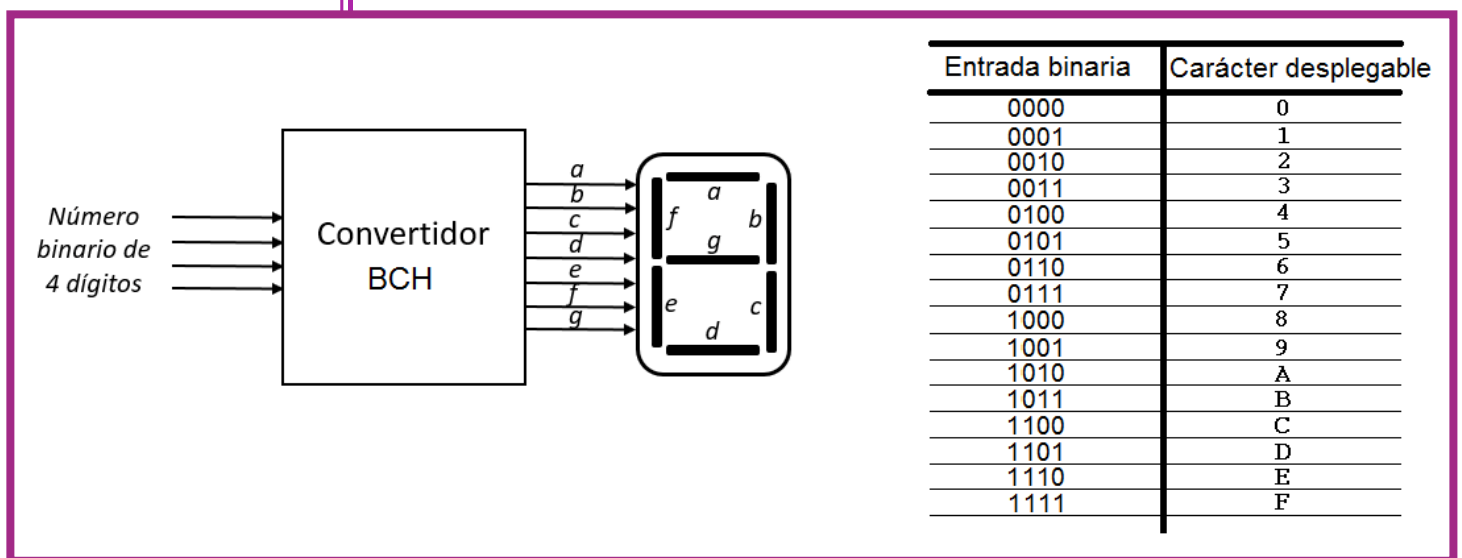 Número
binario de
4 dígitos
Convertidor
BCH
a
b
c
d
e
f
g
a
f b
g
e c
d
Entrada binaria Carácter desplegable
0000 0
0001 1
0010 2
0011 3
0100 4
0101 5
0110 6
0111 7
1000 8
1001 9
1010 A
1011 B
1100 C
1101 D
1110 E
1111 F